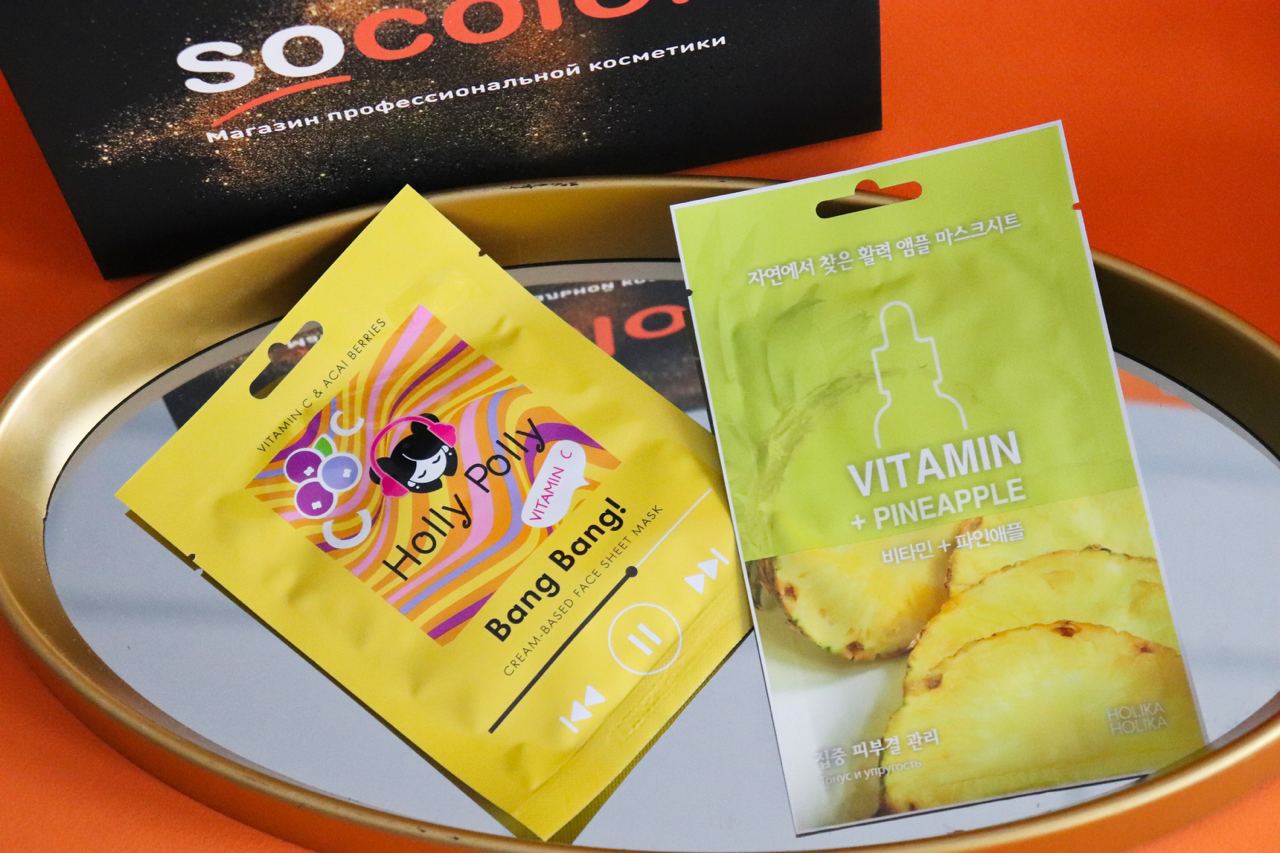 SOCOLOR
Магазин профессиональной косметики
VITAMIN C & ACAI BERRIES
Holly Polly
VITAMIN C
Bang Bang!
CREAM-BASED FACE SHEET MASK
자연에서 찾은 활력 앰플 마스크시트
VITAMIN
+ PINEAPPLE
비타민 + 파인애플
HOLIKA
HOLIKA
집중 피부결 관리
тонус и упругость